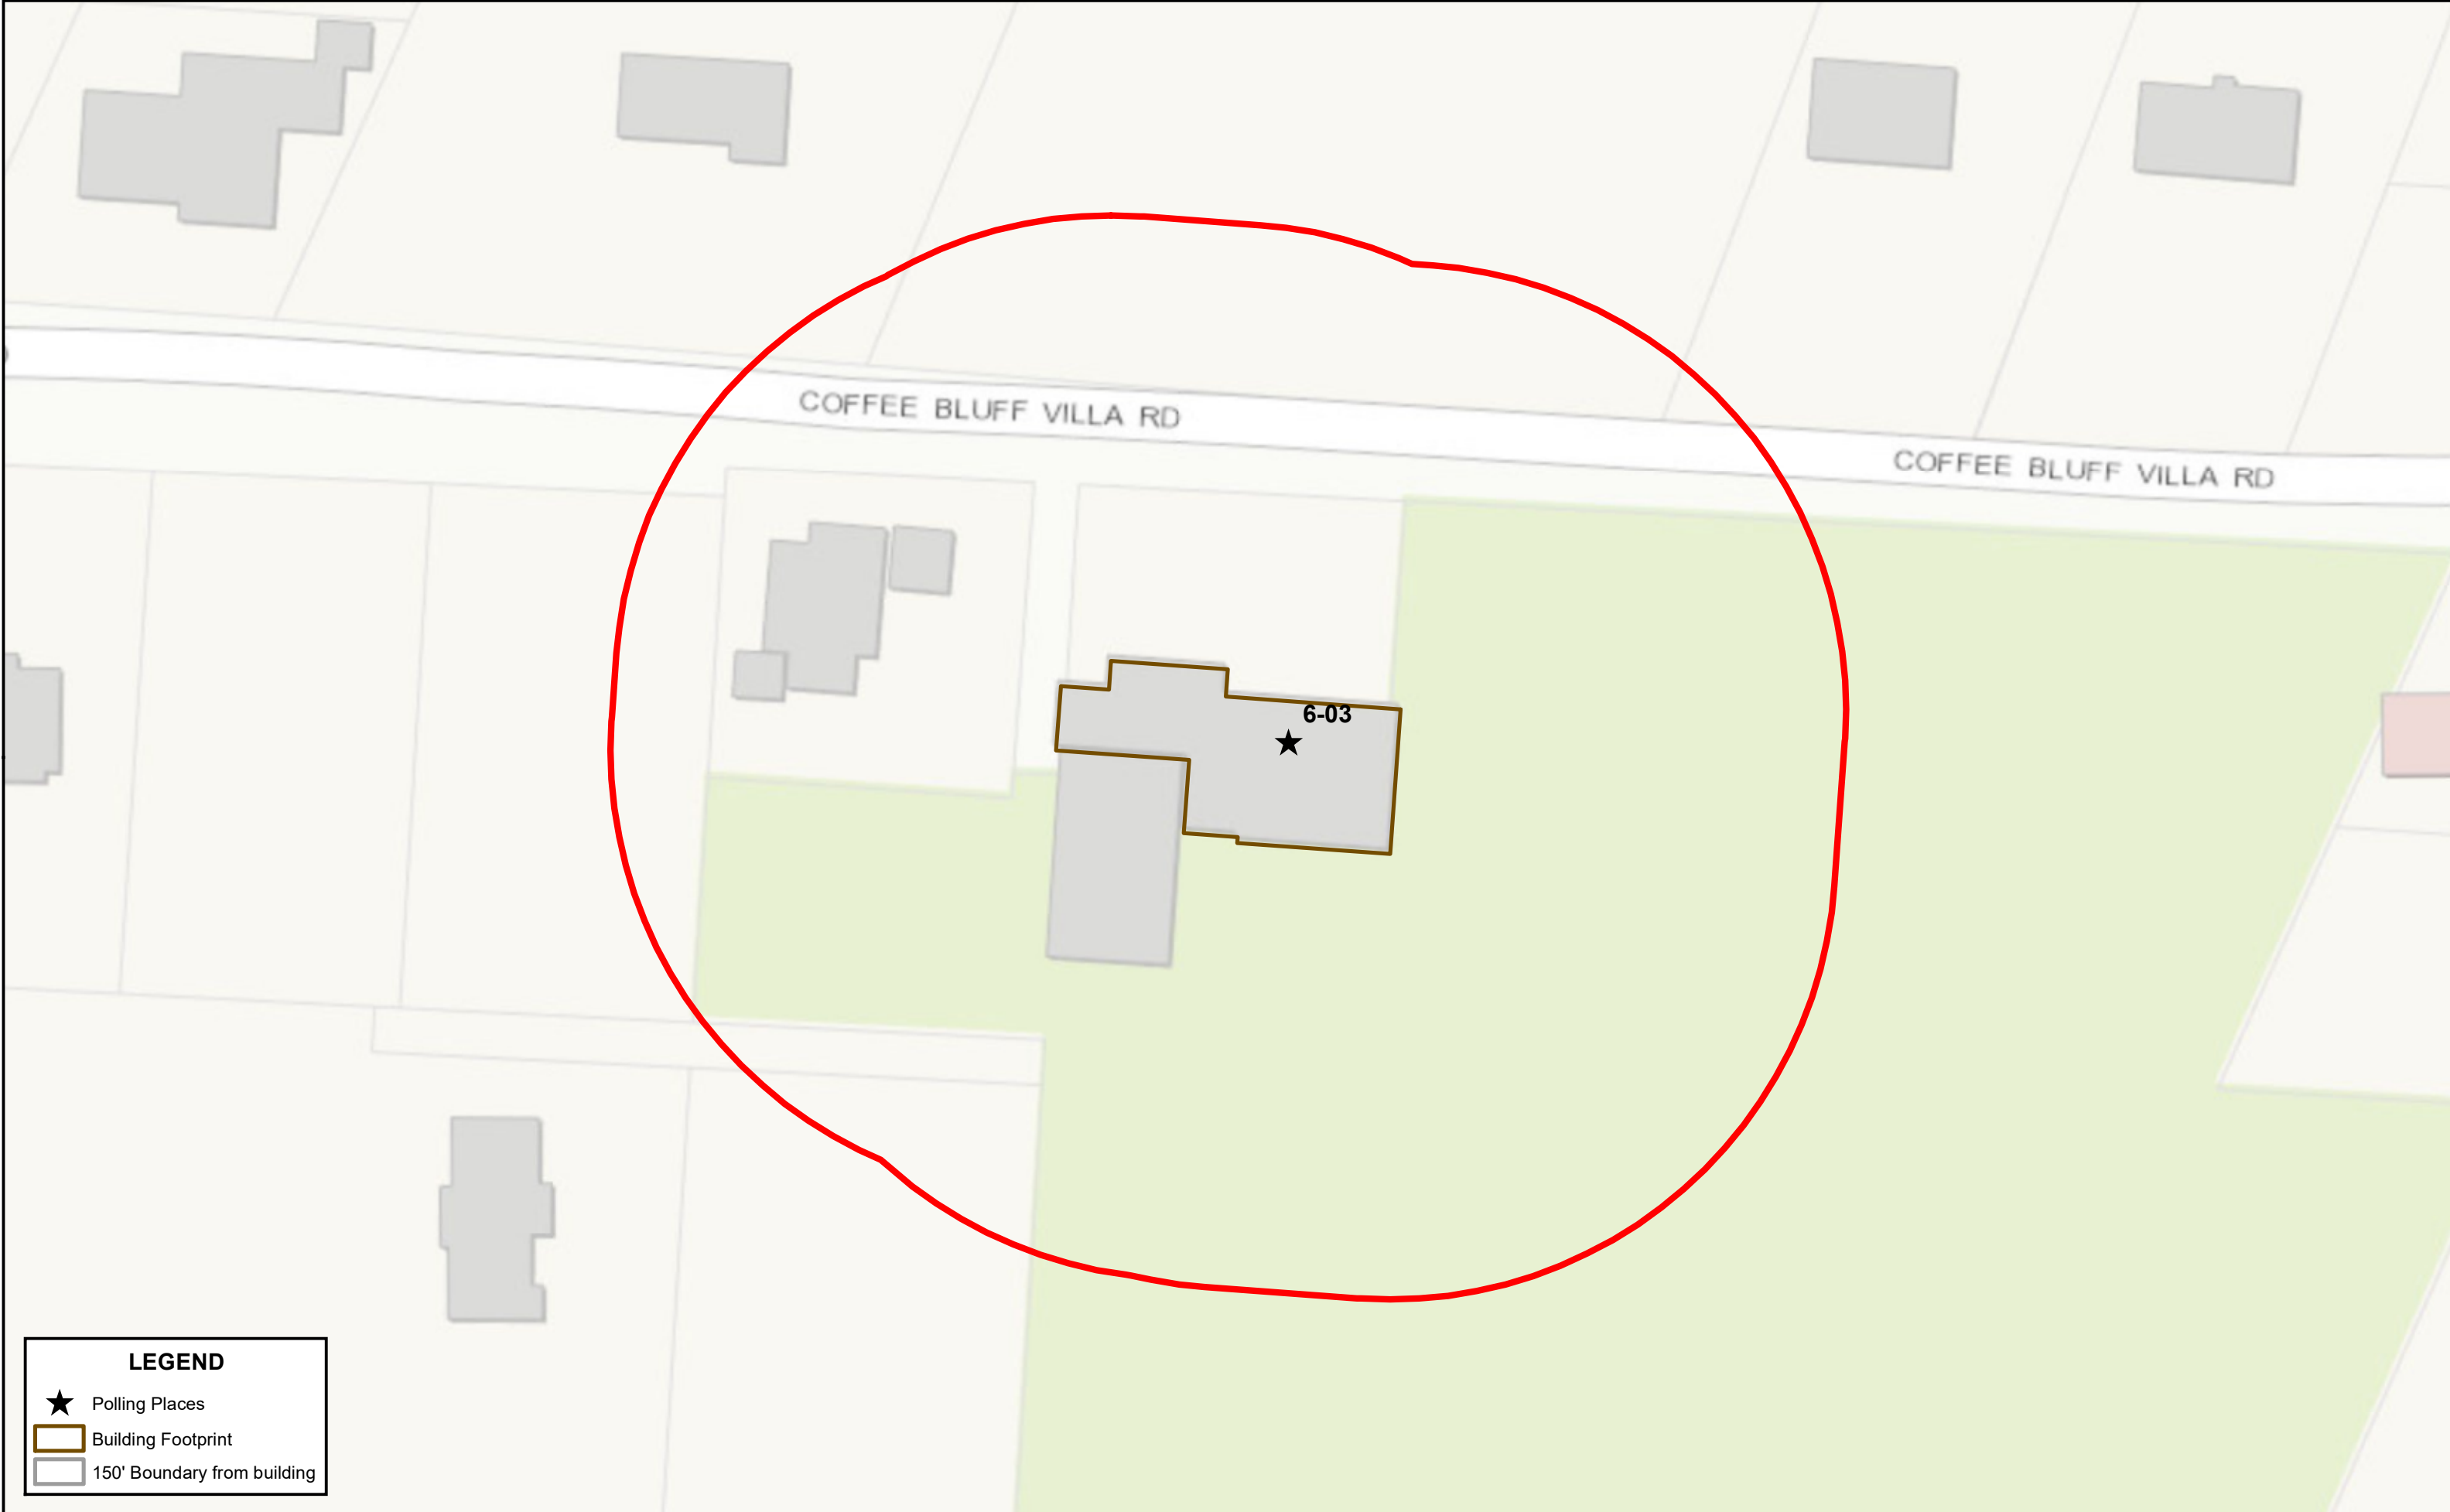 COFFEE BLUFF VILLA RD
COFFEE BLUFF VILLA RD
6-03
LEGEND
Polling Places
Building Footprint
150' Boundary from building